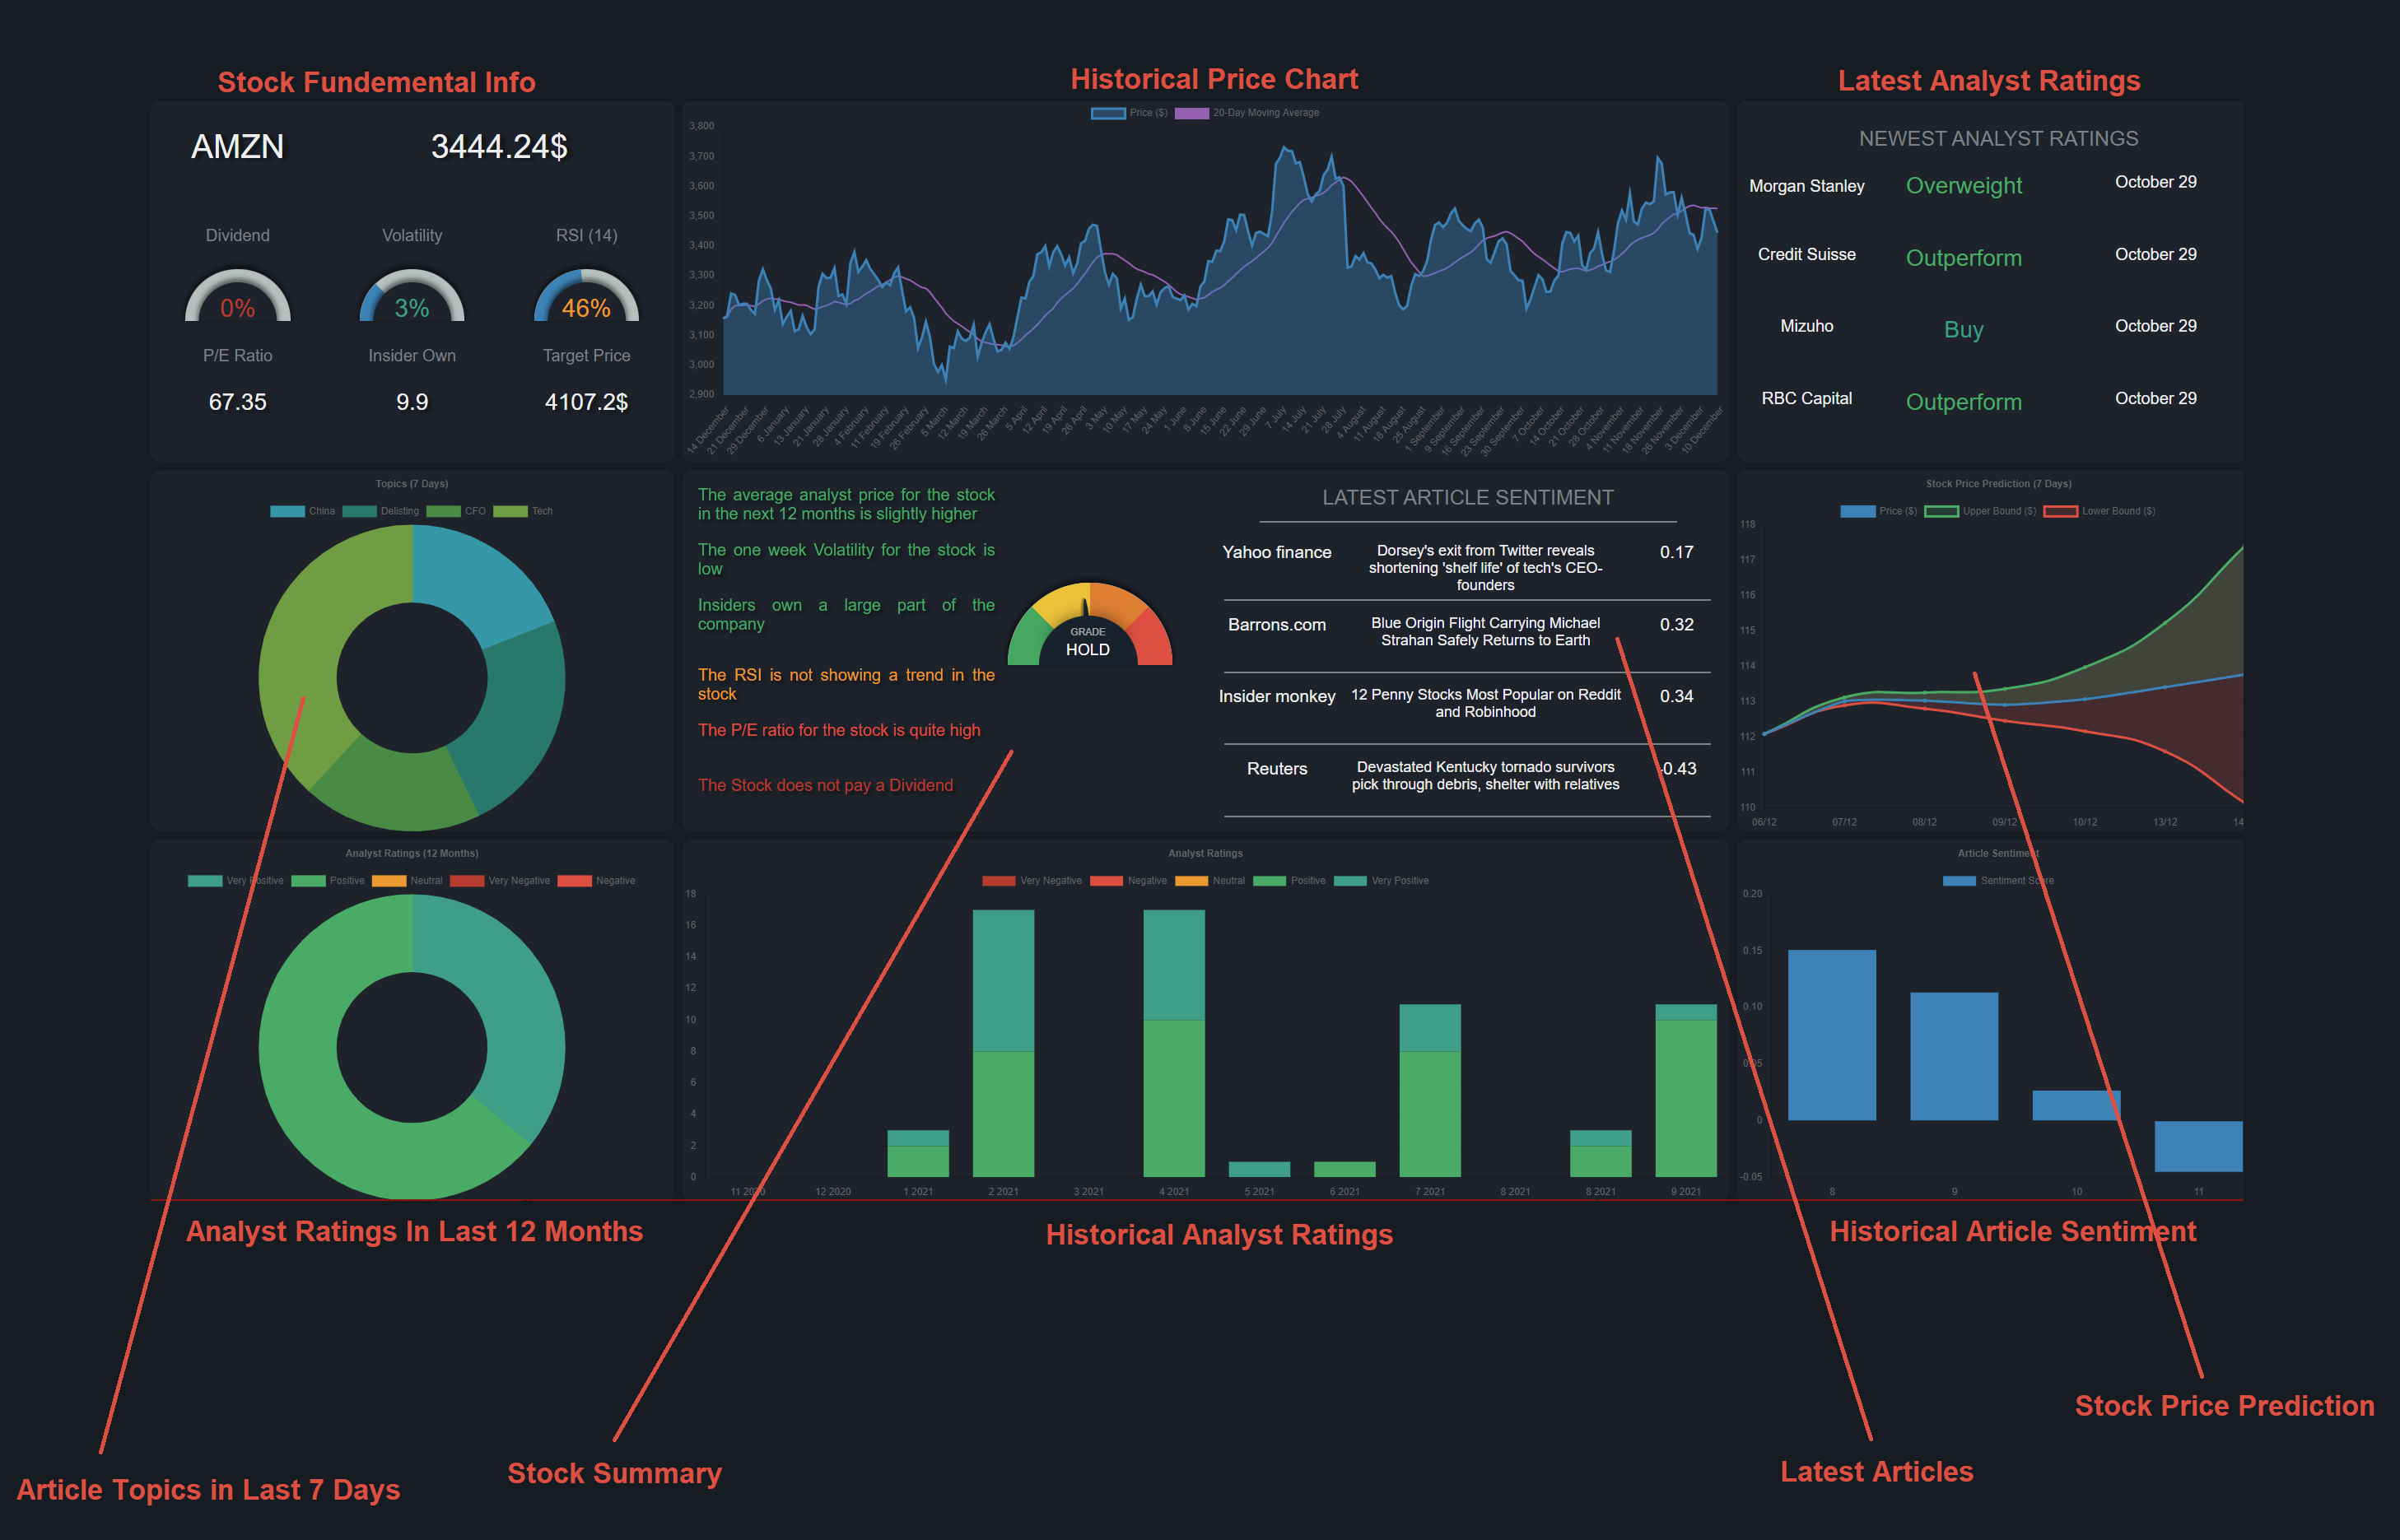 Stock Fundemental Info
Historical Price Chart
Latest Analyst Ratings
AMZN
3444.24$
Dividend
Volatility
RSI (14)
0%
3%
46%
P/E Ratio
Insider Own
Target Price
67.35
9.9
4107.2$
Price ($)
20-Day Moving Average
3,800
3,700
3,600
3,500
3,400
3,300
3,200
3,100
3,000
2,900
14 December
21 December
29 December
6 January
13 January
21 January
28 January
4 February
11 February
19 February
26 February
5 March
12 March
19 March
26 March
5 April
12 April
19 April
26 April
3 May
10 May
17 May
24 May
1 June
8 June
15 June
22 June
29 June
7 July
14 July
21 July
28 July
4 August
11 August
18 August
25 August
1 September
9 September
16 September
23 September
30 September
7 October
14 October
21 October
28 October
4 November
11 November
18 November
26 November
3 December
10 December
NEWEST ANALYST RATINGS
Morgan Stanley
Overweight
October 29
Credit Suisse
Outperform
October 29
Mizuho
Buy
October 29
RBC Capital
Outperform
October 29
Topics (7 Days)
China
Delisting
CFO
Tech
The average analyst price for the stock
in the next 12 months is slightly higher
The one week Volatility for the stock is
low
Insiders own a large part of the
company
The RSI is not showing a trend in the
stock
The P/E ratio for the stock is quite high
The Stock does not pay a Dividend
GRADE
HOLD
LATEST ARTICLE SENTIMENT
Yahoo finance
Dorsey's exit from Twitter reveals
shortening 'shelf life' of tech's CEO-
founders
0.17
Barrons.com
Blue Origin Flight Carrying Michael
Strahan Safely Returns to Earth
0.32
Insider monkey
12 Penny Stocks Most Popular on Reddit
and Robinhood
0.34
Reuters
Devastated Kentucky tornado survivors
pick through debris, shelter with relatives
-0.43
Stock Price Prediction (7 Days)
Price ($)
Upper Bound ($)
Lower Bound ($)
118
117
116
115
114
113
112
111
110
06/12
07/12
08/12
09/12
10/12
13/12
14
Analyst Ratings (12 Months)
Very Positive
Positive
Neutral
Very Negative
Negative
Analyst Ratings
Very Negative
Negative
Neutral
Positive
Very Positive
18
16
14
12
10
8
6
4
2
0
11 2020
12 2020
1 2021
2 2021
3 2021
4 2021
5 2021
6 2021
7 2021
8 2021
8 2021
9 2021
Article Sentiment
Sentiment Score
0.20
0.15
0.10
0.05
0
-0.05
8
9
10
11
Analyst Ratings In Last 12 Months
Historical Analyst Ratings
Historical Article Sentiment
Stock Price Prediction
Stock Summary
Latest Articles
Article Topics in Last 7 Days